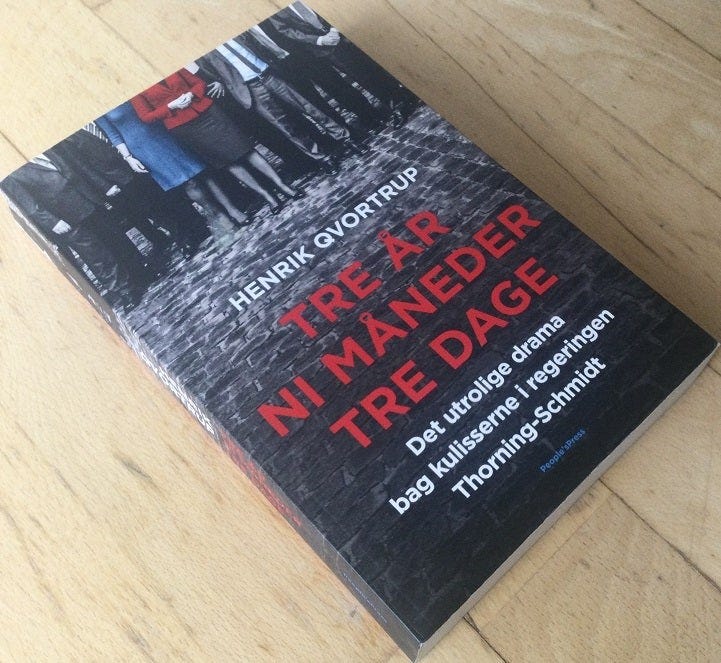 HENRIK QVORTRUP
TRE ÅR
NI MÅNEDER
TRE DAGE
Det utrolige drama
bag kulisserne i regeringen
Thorning-Schmidt
People'sPress